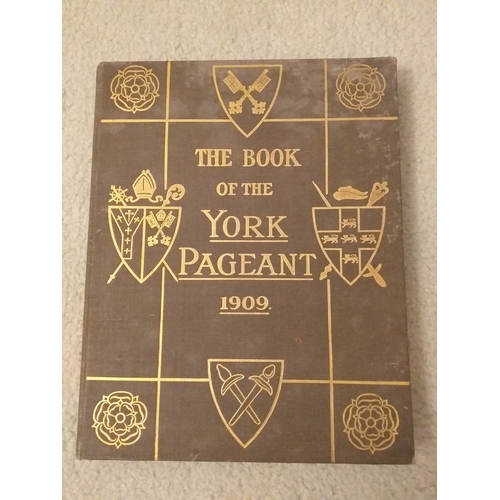 THE BOOK
OF THE
YORK
PAGEANT
1909.